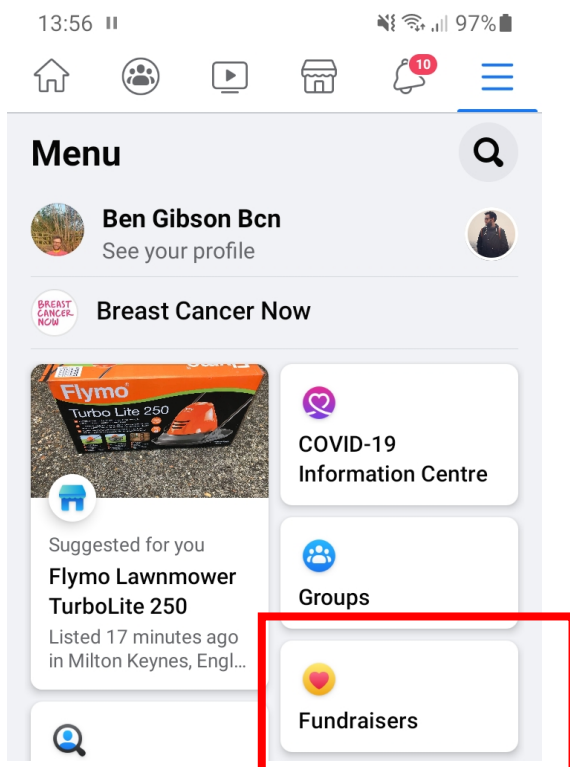 13:56
97%
10
Menu
Ben Gibson Bcn
See your profile
BREAST
CANCER
NOW
Breast Cancer Now
Flymo
Turbo Lite 250
COVID-19
Information Centre
Suggested for you
Flymo Lawnmower
TurboLite 250
Listed 17 minutes ago
in Milton Keynes, Engl...
Groups
Fundraisers